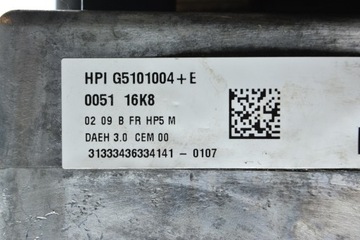 HPI G5101004+E
0051 16K8
02 09 B FR HP5 M
DAEH 3.0 CEM 00
31333436334141 - 0107